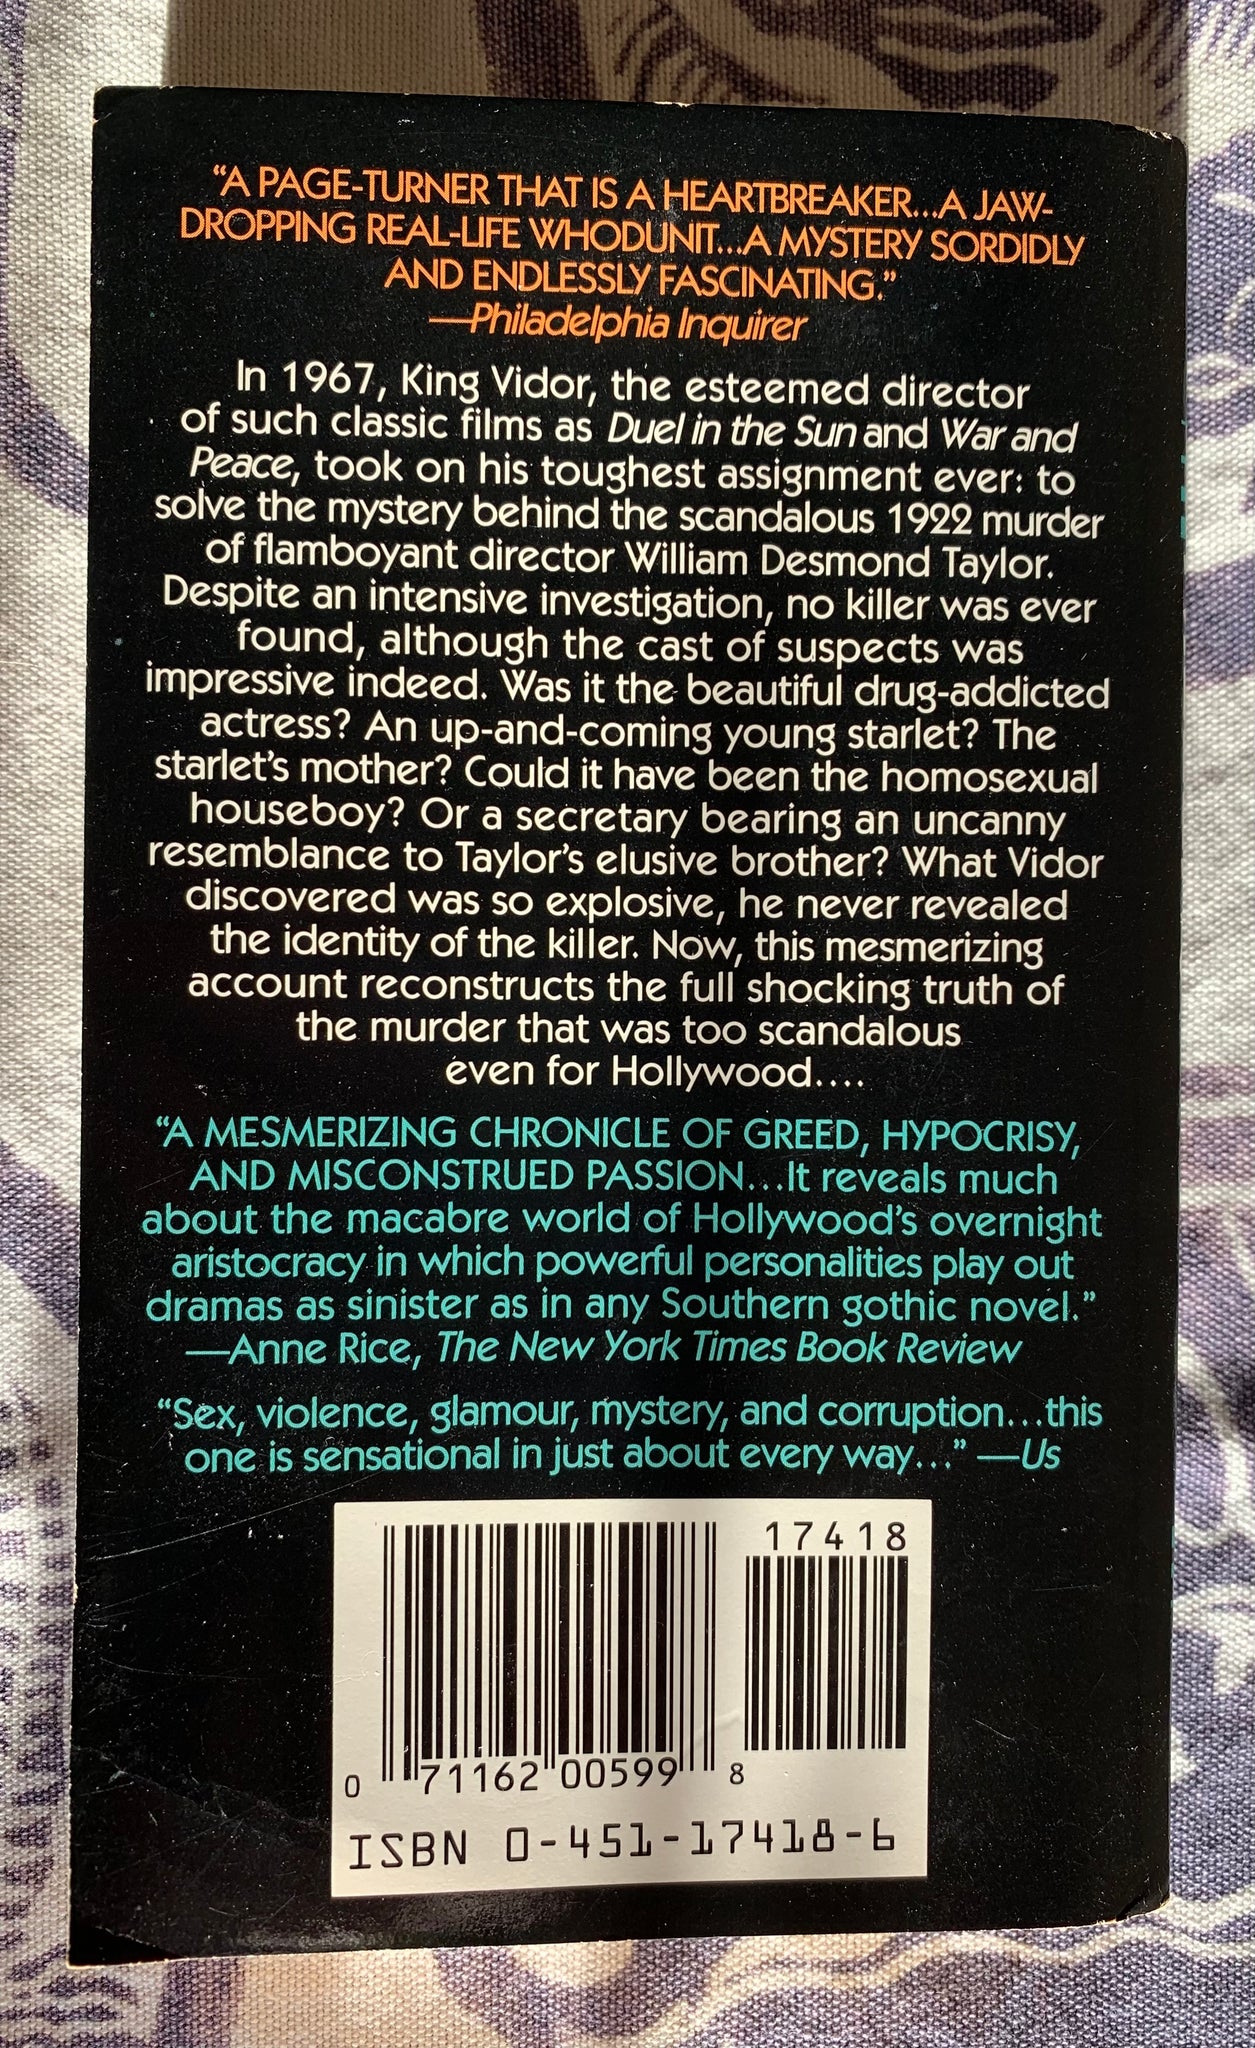 “A PAGE-TURNER THAT IS A HEARTBREAKER...A JAW-
DROPPING REAL-LIFE WHODUNIT...A MYSTERY SORDIDLY
AND ENDLESSLY FASCINATING.”
—Philadelphia Inquirer
In 1967, King Vidor, the esteemed director
of such classic films as Duel in the Sun and War and
Peace, took on his toughest assignment ever: to
solve the mystery behind the scandalous 1922 murder
of flamboyant director William Desmond Taylor.
Despite an intensive investigation, no killer was ever
found, although the cast of suspects was
impressive indeed. Was it the beautiful drug-addicted
actress? An up-and-coming young starlet? The
starlet's mother? Could it have been the homosexual
houseboy? Or a secretary bearing an uncanny
resemblance to Taylor's elusive brother? What Vidor
discovered was so explosive, he never revealed
the identity of the killer. Now, this mesmerizing
account reconstructs the full shocking truth of
the murder that was too scandalous
even for Hollywood....
“A MESMERIZING CHRONICLE OF GREED, HYPOCRISY,
AND MISCONSTRUED PASSION...It reveals much
about the macabre world of Hollywood's overnight
aristocracy in which powerful personalities play out
dramas as sinister as in any Southern gothic novel.”
—Anne Rice, The New York Times Book Review
“Sex, violence, glamour, mystery, and corruption...this
one is sensational in just about every way...” —Us
17418
0 71162 00599 8
ISBN 0-451-17418-6